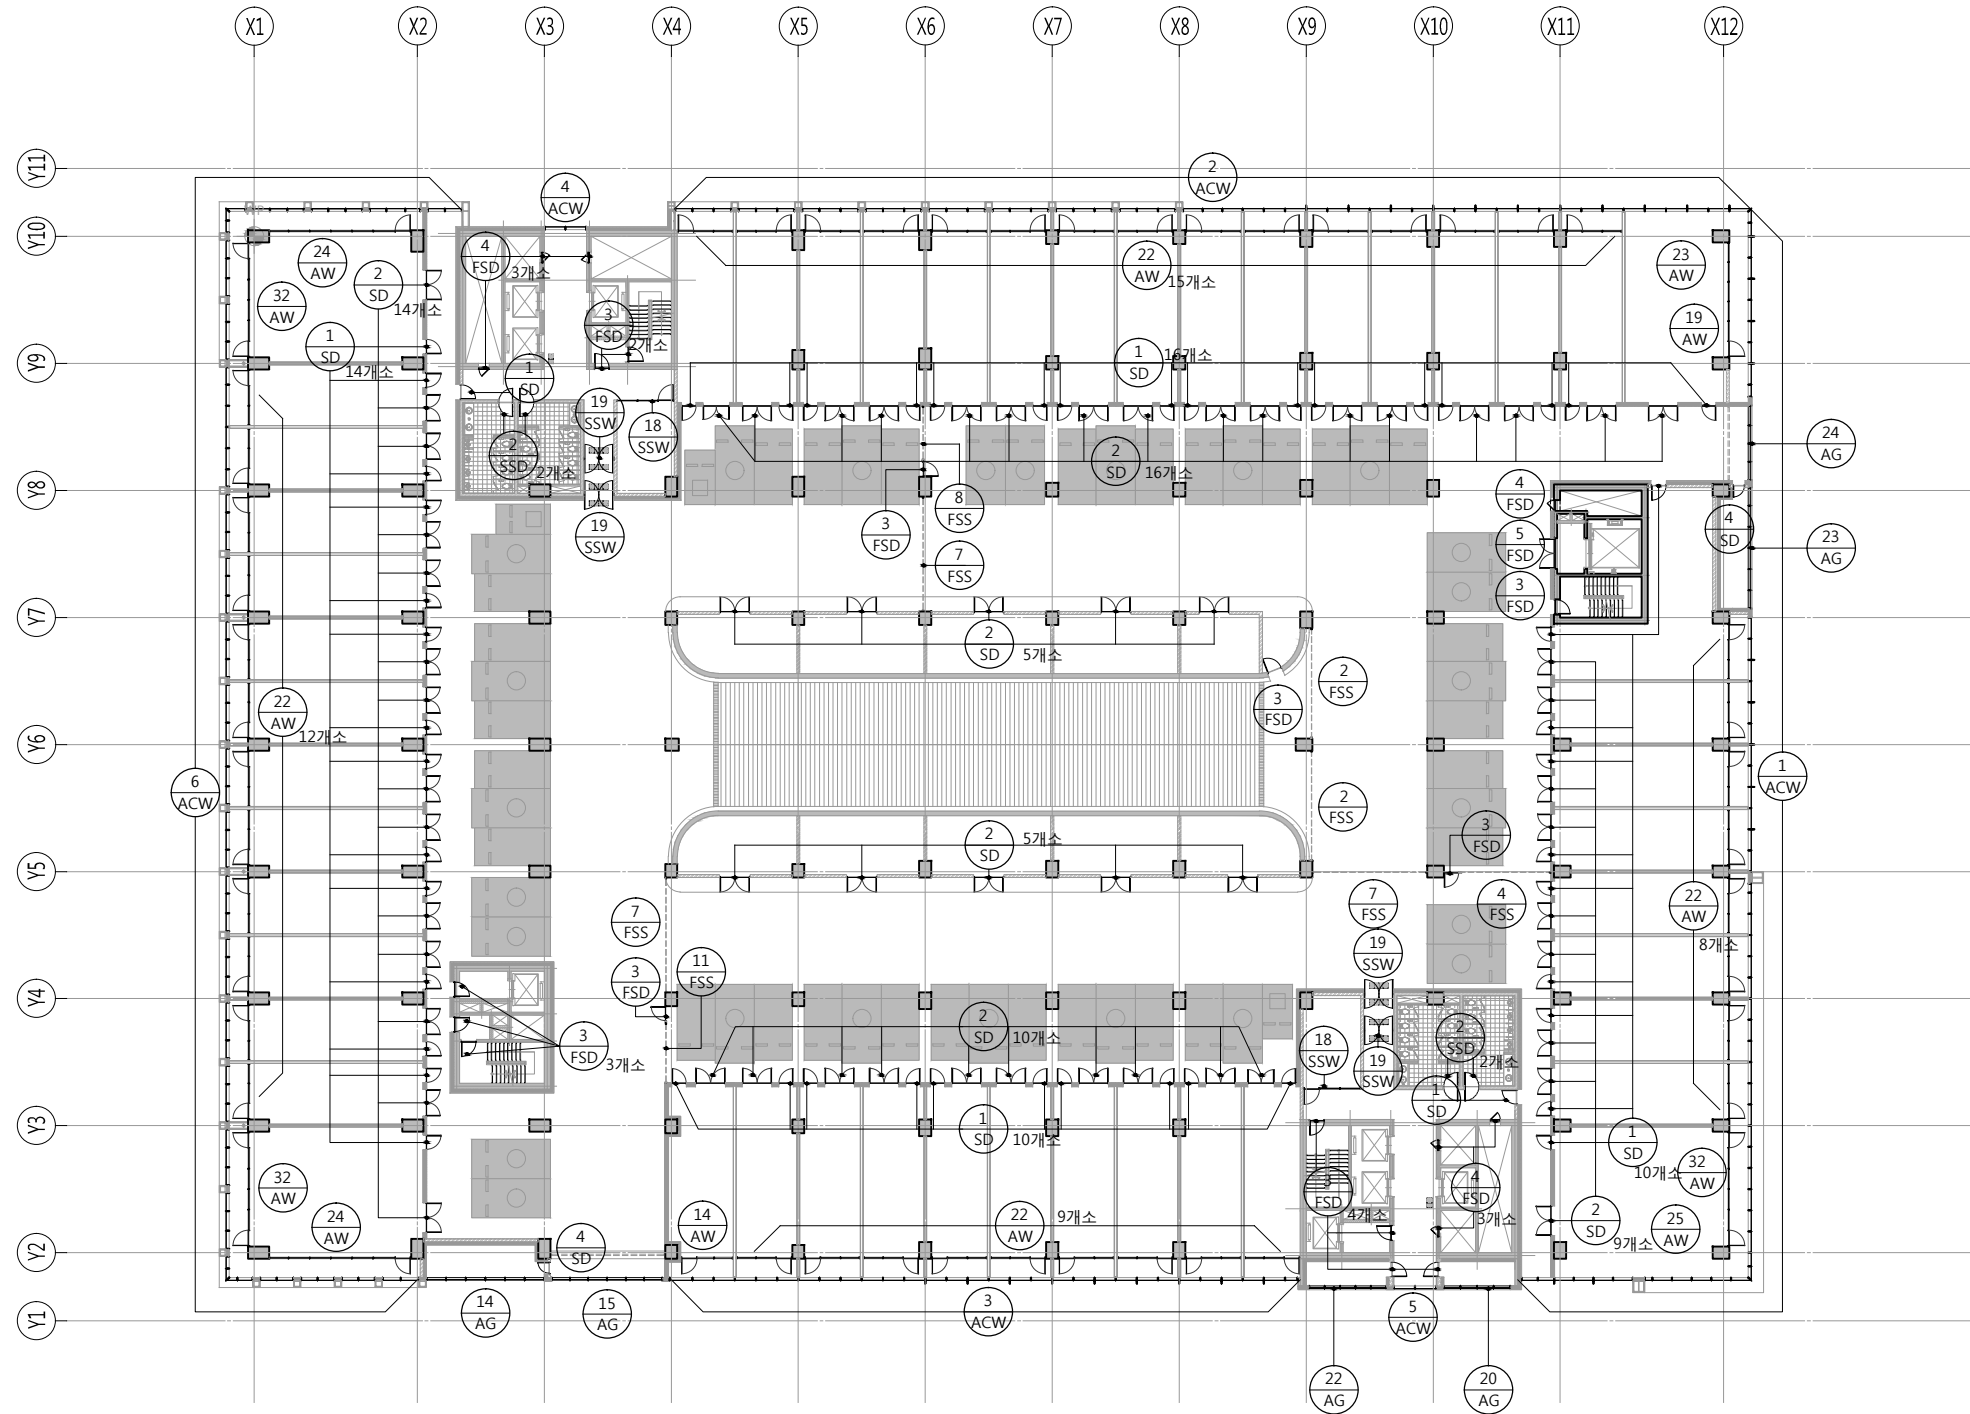 X1 X2 X3 X4 X5 X6 X7 X8 X9 X10 X11 X12
Y11
2
ACW
4
ACW
Y10
4
FSD
3개소
24
AW
2
SD
14개소
22
AW
15개소
23
AW
32
AW
3
FSD
2개소
19
AW
1
SD
14개소
Y9
1
SD
16개소
1
SD
19
SSW
18
SSW
2
SSD
2개소
2
SD
16개소
24
AG
Y8
8
FSS
4
FSD
3
FSD
19
SSW
5
FSD
4
SD
23
AG
7
FSS
3
FSD
Y7
2
SD
5개소
2
FSS
3
FSD
22
AW
12개소
Y6
6
ACW
1
ACW
2
FSS
2
SD
5개소
3
FSD
Y5
7
FSS
7
FSS
4
FSS
22
AW
8개소
19
SSW
3
FSD
11
FSS
Y4
2
SD
10개소
3
FSD
3개소
18
SSW
19
SSW
2
SSD
2개소
1
SD
Y3
1
SD
10개소
1
SD
10개소
32
AW
32
AW
3
FSD
4개소
4
FSD
3개소
24
AW
14
AW
22
AW
9개소
2
SD
9개소
25
AW
Y2
4
SD
14
AG
15
AG
3
ACW
5
ACW
Y1
22
AG
20
AG